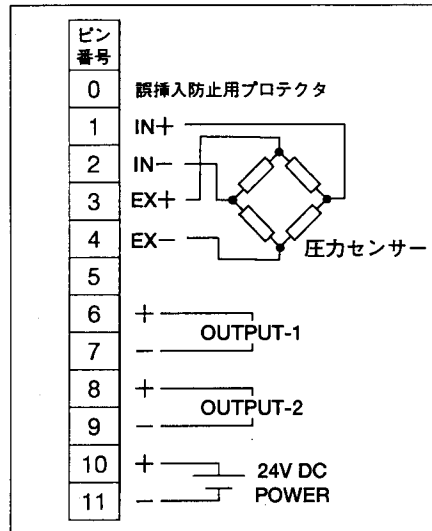 ピン
番号
0 誤挿入防止用プロテクタ
1 IN+
2 IN−
3 EX+
4 EX−
圧力センサー
5
6 +
OUTPUT-1
7 −
8 +
OUTPUT-2
9 −
10 +
24V DC
POWER
11 −